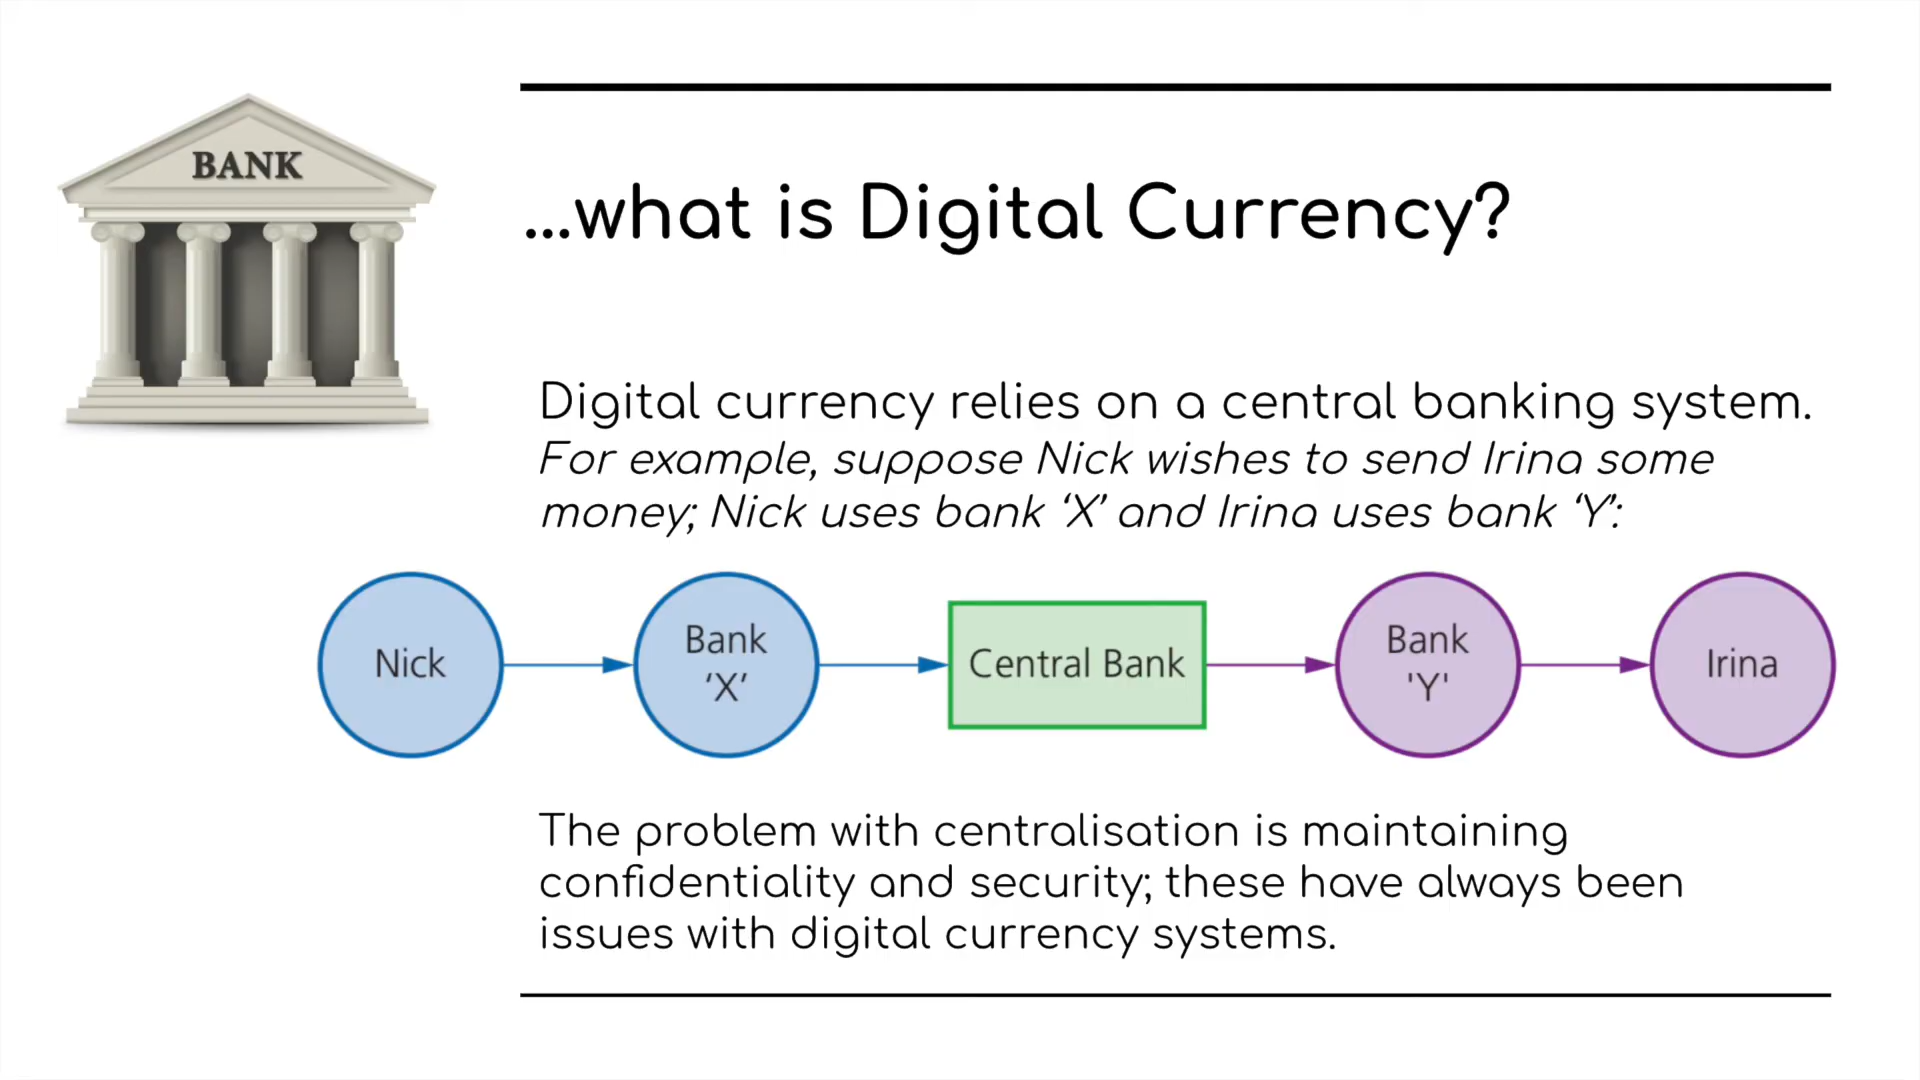 BANK
...what is Digital Currency?
Digital currency relies on a central banking system.
For example, suppose Nick wishes to send Irina some
money; Nick uses bank ‘X’ and Irina uses bank ‘Y’:
Nick
Bank
‘X’
Central Bank
Bank
'Y'
Irina
The problem with centralisation is maintaining
confidentiality and security; these have always been
issues with digital currency systems.